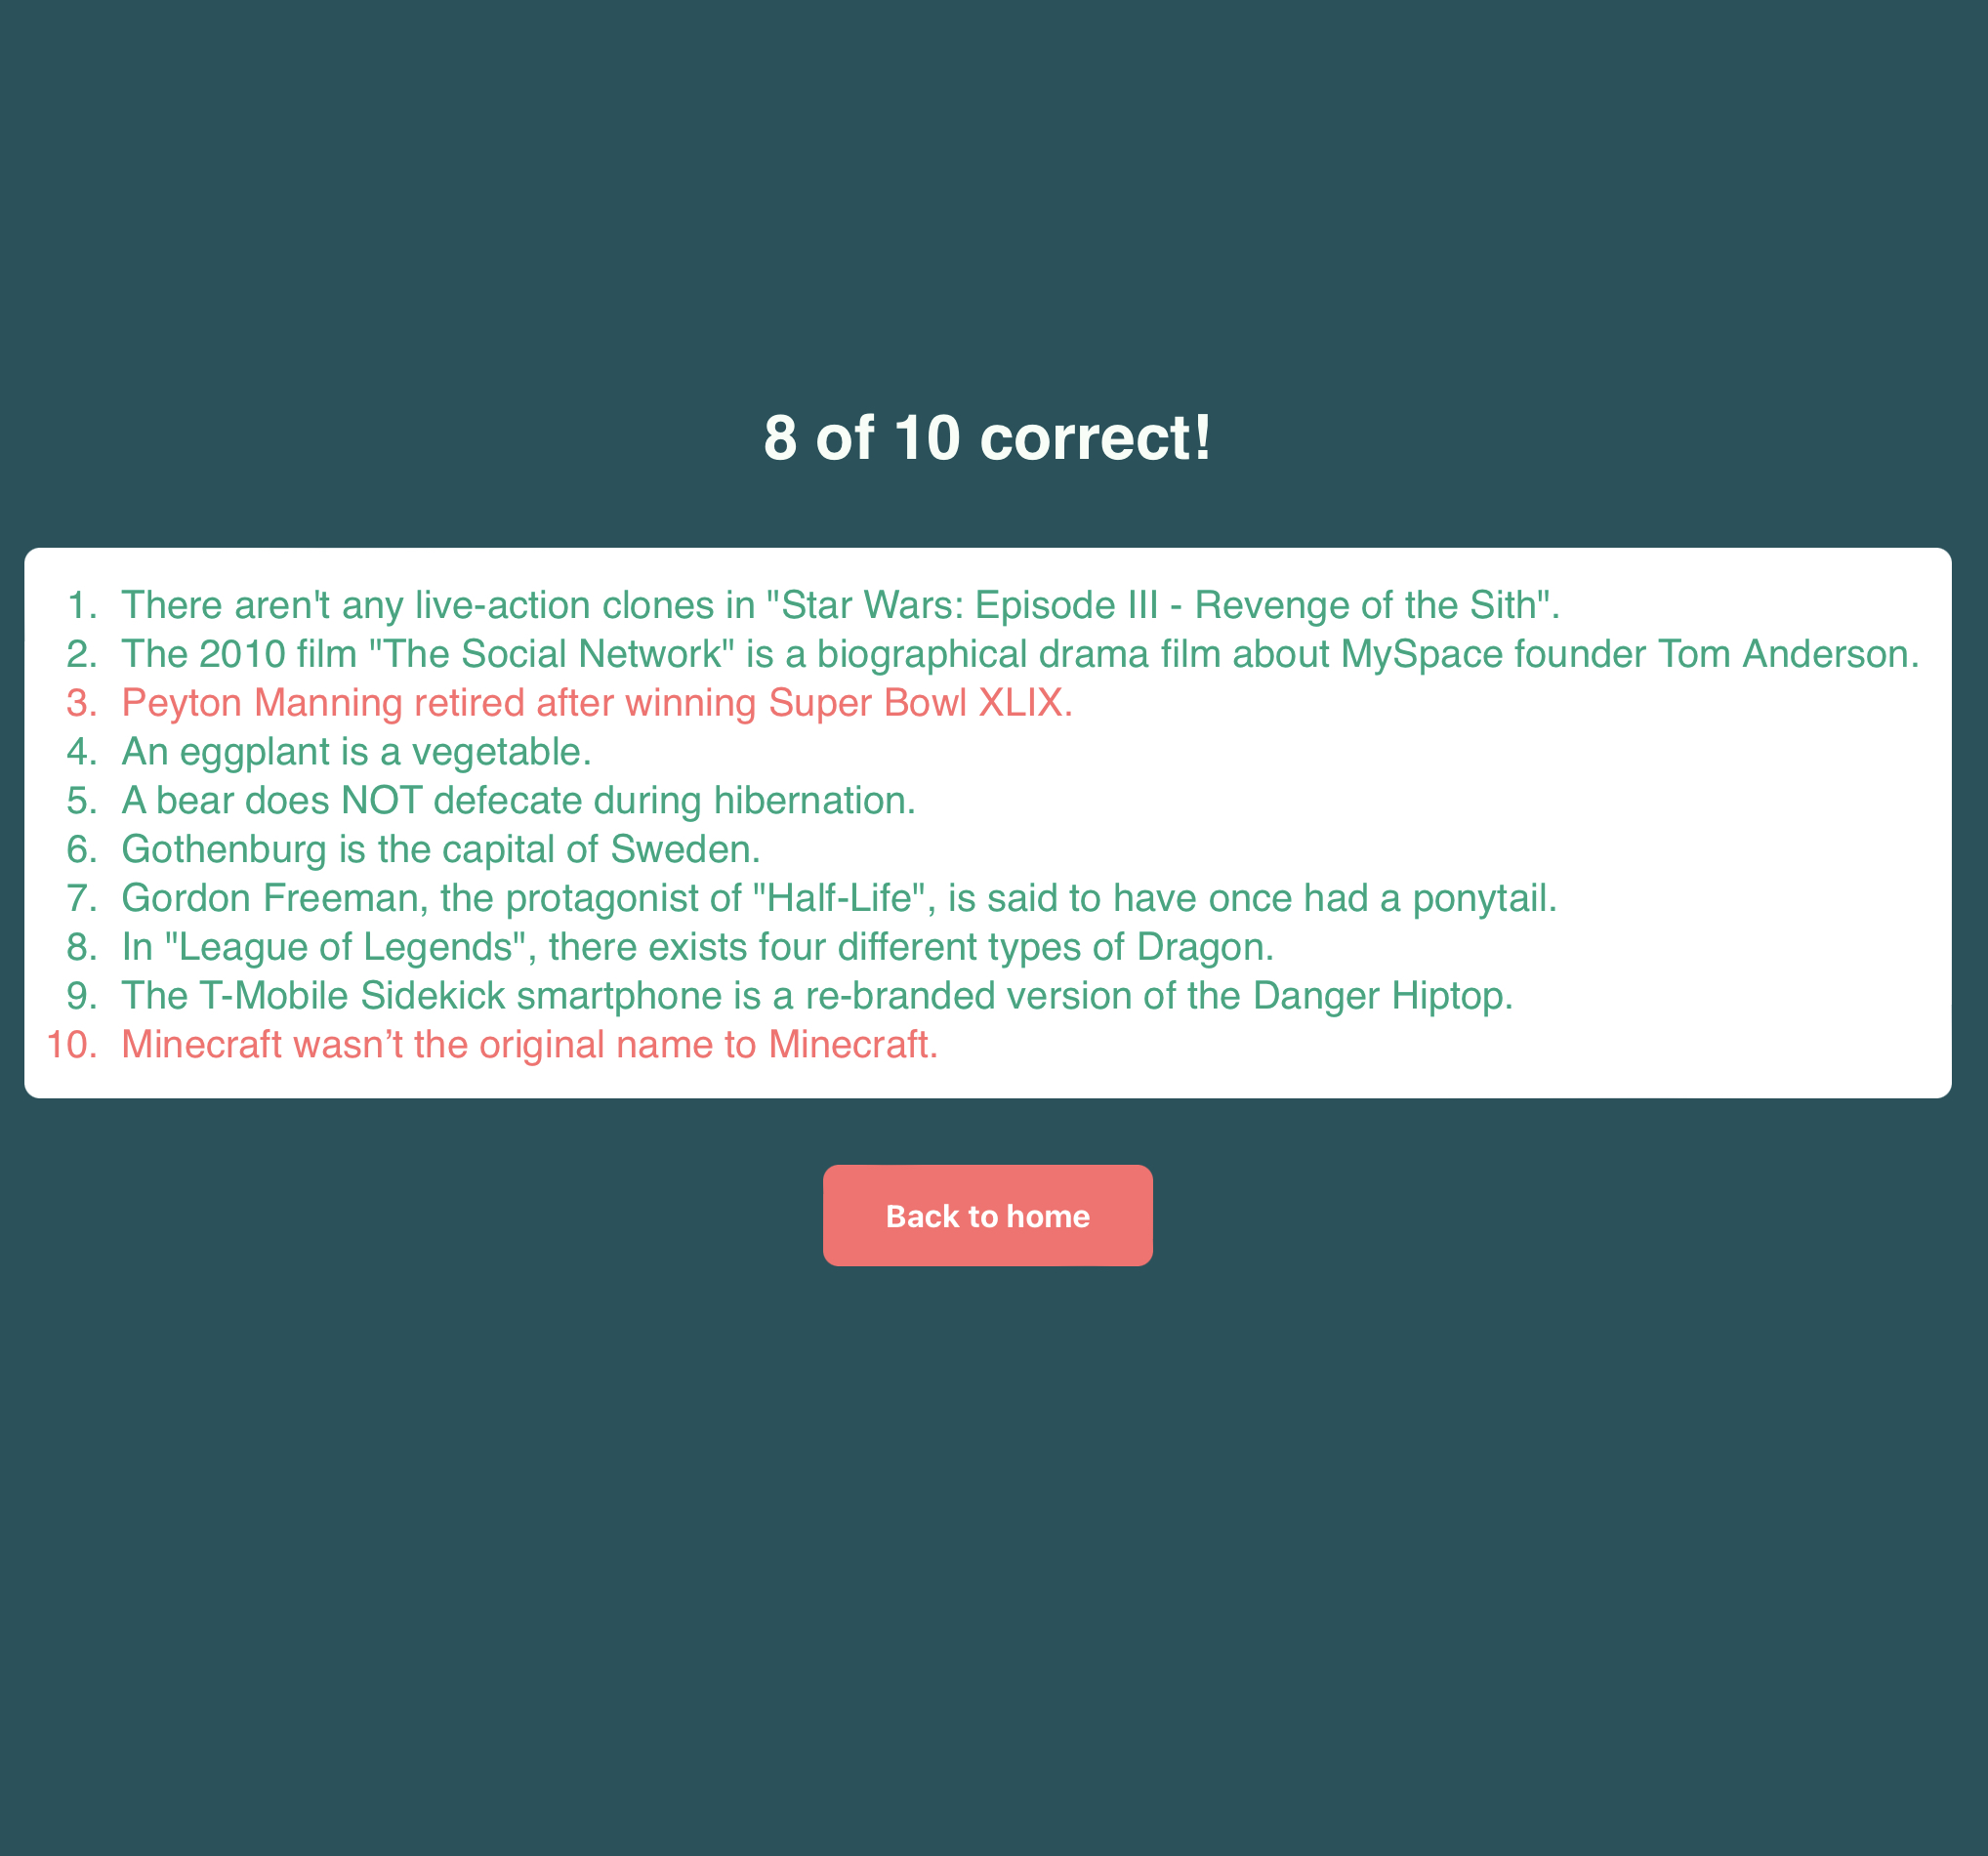 8 of 10 correct!
1. There aren't any live-action clones in "Star Wars: Episode III - Revenge of the Sith".
2. The 2010 film "The Social Network" is a biographical drama film about MySpace founder Tom Anderson.
3. Peyton Manning retired after winning Super Bowl XLIX.
4. An eggplant is a vegetable.
5. A bear does NOT defecate during hibernation.
6. Gothenburg is the capital of Sweden.
7. Gordon Freeman, the protagonist of "Half-Life", is said to have once had a ponytail.
8. In "League of Legends", there exists four different types of Dragon.
9. The T-Mobile Sidekick smartphone is a re-branded version of the Danger Hiptop.
10. Minecraft wasn’t the original name to Minecraft.
Back to home